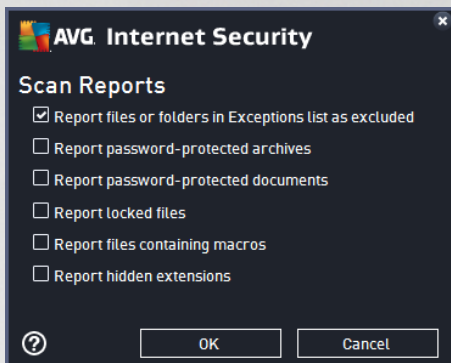 AVG Internet Security
Scan Reports
Report files or folders in Exceptions list as excluded
Report password-protected archives
Report password-protected documents
Report locked files
Report files containing macros
Report hidden extensions
? OK Cancel